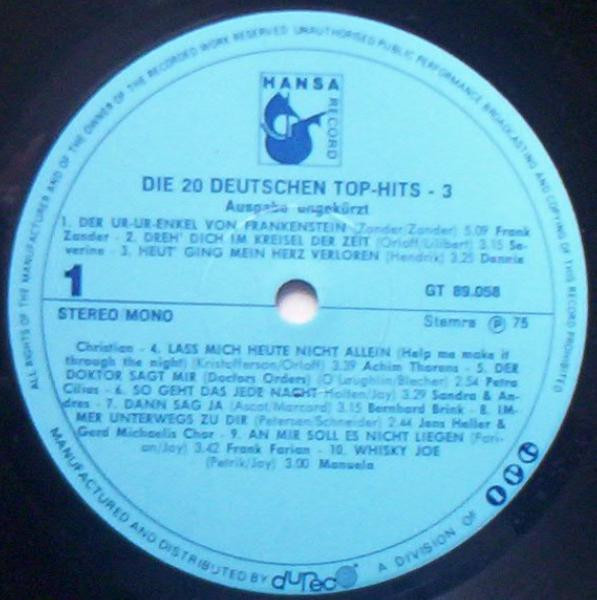 ALL RIGHTS OF THE MANUFACTURER AND OF THE OWNER OF THE RECORDED WORK RESERVED UNAUTHORISED PUBLIC PERFORMANCE BROADCASTING AND COPYING OF THIS RECORD PROHIBITED
HANSA
RECORD
DIE 20 DEUTSCHEN TOP-HITS - 3
Ausgabe ungekürzt
1. DER UR-UR-ENKEL VON FRANKENSTEIN (Zander/Zander) 5.09 Frank
Zander - 2. DREH' DICH IM KREISEL DER ZEIT (Orloff/Lilibert) 3.15 Se-
verine - 3. HEUT' GING MEIN HERZ VERLOREN (Hendrik) 3.25 Dennie
1
GT 89.058
STEREO/MONO
Stemra ℗ 75
Christian - 4. LASS MICH HEUTE NICHT ALLEIN (Help me make it
through the night) (Kristofferson/Orloff) 3.39 Achim Thorens - 5. DER
DOKTOR SAGT MIR (Doctors Orders) (O'Laughlin/Blecher) 2.54 Petra
Cilias - 6. SO GEHT DAS JEDE NACHT Holten/Jay) 3.29 Sandra & An-
dres - 7. DANN SAG JA (Ascot/Marcard) 3.15 Bernhard Brink - 8. IM-
MER UNTERWEGS ZU DIR (Petersen/Schneider) 2.44 Jens Heller &
Gerd Michaelis Chor - 9. AN MIR SOLL ES NICHT LIEGEN (Fari-
an/Jay) 3.42 Frank Farian - 10. WHISKY JOE
(Petrik/Jay) 3.00 Manuela
MANUFACTURED AND DISTRIBUTED BY dureco A DIVISION OF